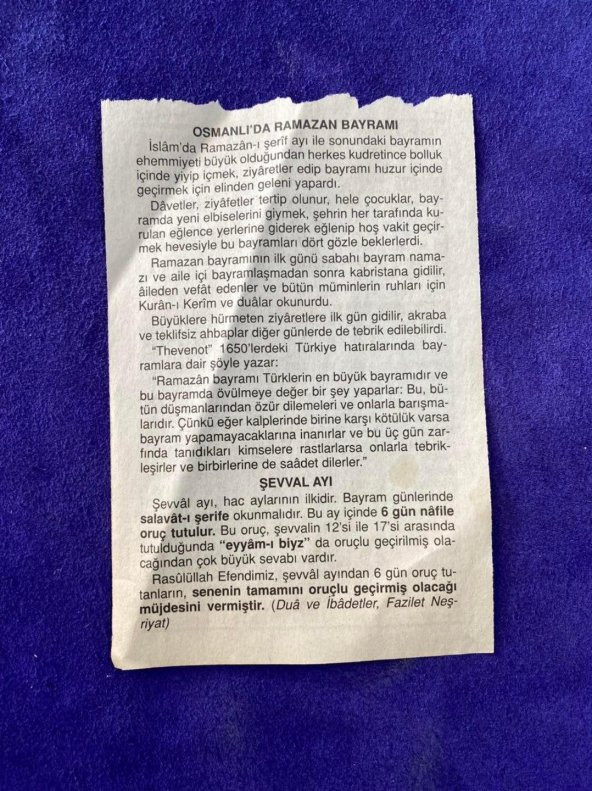 OSMANLI'DA RAMAZAN BAYRAMI
İslâm'da Ramazân-ı şerîf ayı ile sonundaki bayramın
ehemmiyeti büyük olduğundan herkes kudretince bolluk
içinde yiyip içmek, ziyâretler edip bayramı huzur içinde
geçirmek için elinden geleni yapardı.
Dâvetler, ziyâfetler tertip olunur, hele çocuklar, bay-
ramda yeni elbiselerini giymek, şehrin her tarafında ku-
rulan eğlence yerlerine giderek eğlenip hoş vakit geçir-
mek hevesiyle bu bayramları dört gözle beklerlerdi.
Ramazan bayramının ilk günü sabahı bayram nama-
zı ve aile içi bayramlaşmadan sonra kabristana gidilir,
âileden vefât edenler ve bütün müminlerin ruhları için
Kurân-ı Kerîm ve duâlar okunurdu.
Büyüklere hürmeten ziyâretlere ilk gün gidilir, akraba
ve teklifsiz ahbaplar diğer günlerde de tebrik edilebilirdi.
"Thevenot" 1650'lerdeki Türkiye hatıralarında bay-
ramlara dair şöyle yazar:
"Ramazân bayramı Türklerin en büyük bayramıdır ve
bu bayramda övülmeye değer bir şey yaparlar: Bu, bü-
tün düşmanlarından özür dilemeleri ve onlarla barışma-
larıdır. Çünkü eğer kalplerinde birine karşı kötülük varsa
bayram yapamayacaklarına inanırlar ve bu üç gün zar-
fında tanıdıkları kimselere rastlarlarsa onlarla tebrik-
leşirler ve birbirlerine de saâdet dilerler."
ŞEVVAL AYI
Şevvâl ayı, hac aylarının ilkidir. Bayram günlerinde
salavât-ı şerife okunmalıdır. Bu ay içinde 6 gün nâfile
oruç tutulur. Bu oruç, şevvalin 12'si ile 17'si arasında
tutulduğunda "eyyâm-ı biyz" da oruçlu geçirilmiş ola-
cağından çok büyük sevabı vardır.
Rasûlüllah Efendimiz, şevvâl ayından 6 gün oruç tu-
tanların, senenin tamamını oruçlu geçirmiş olacağı
müjdesini vermiştir. (Duâ ve İbâdetler, Fazilet Neş-
riyat)